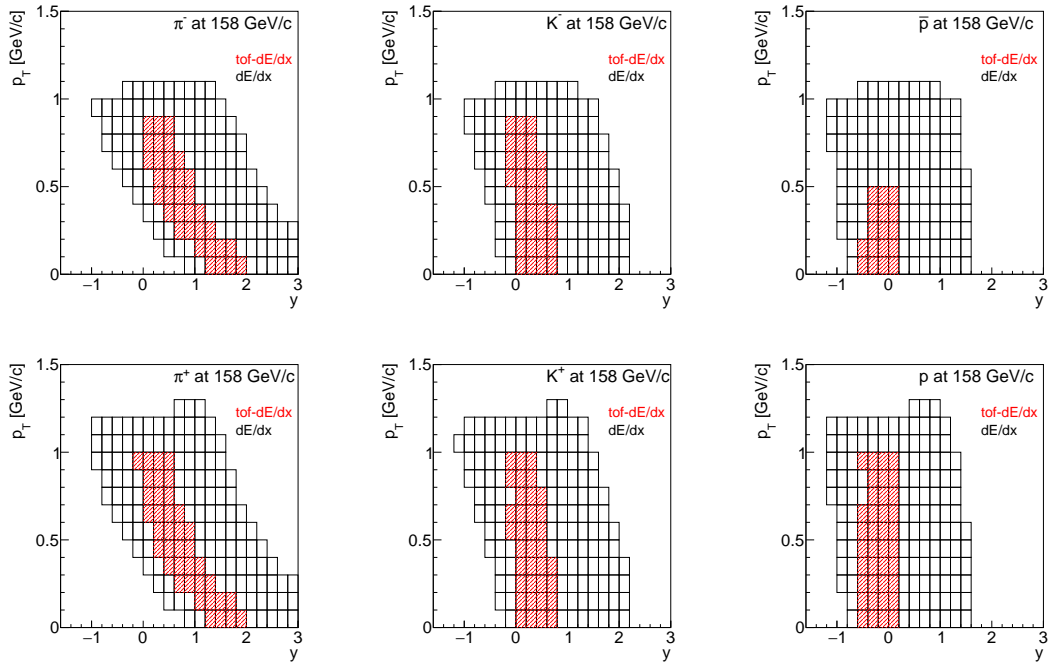 π⁻ at 158 GeV/c
p_T [GeV/c]
tof-dE/dx
dE/dx
1.5
1
0.5
0
−1 0 1 2 3
y
K⁻ at 158 GeV/c
p_T [GeV/c]
tof-dE/dx
dE/dx
1.5
1
0.5
0
−1 0 1 2 3
y
p̅ at 158 GeV/c
p_T [GeV/c]
tof-dE/dx
dE/dx
1.5
1
0.5
0
−1 0 1 2 3
y
π⁺ at 158 GeV/c
p_T [GeV/c]
tof-dE/dx
dE/dx
1.5
1
0.5
0
−1 0 1 2 3
y
K⁺ at 158 GeV/c
p_T [GeV/c]
tof-dE/dx
dE/dx
1.5
1
0.5
0
−1 0 1 2 3
y
p at 158 GeV/c
p_T [GeV/c]
tof-dE/dx
dE/dx
1.5
1
0.5
0
−1 0 1 2 3
y